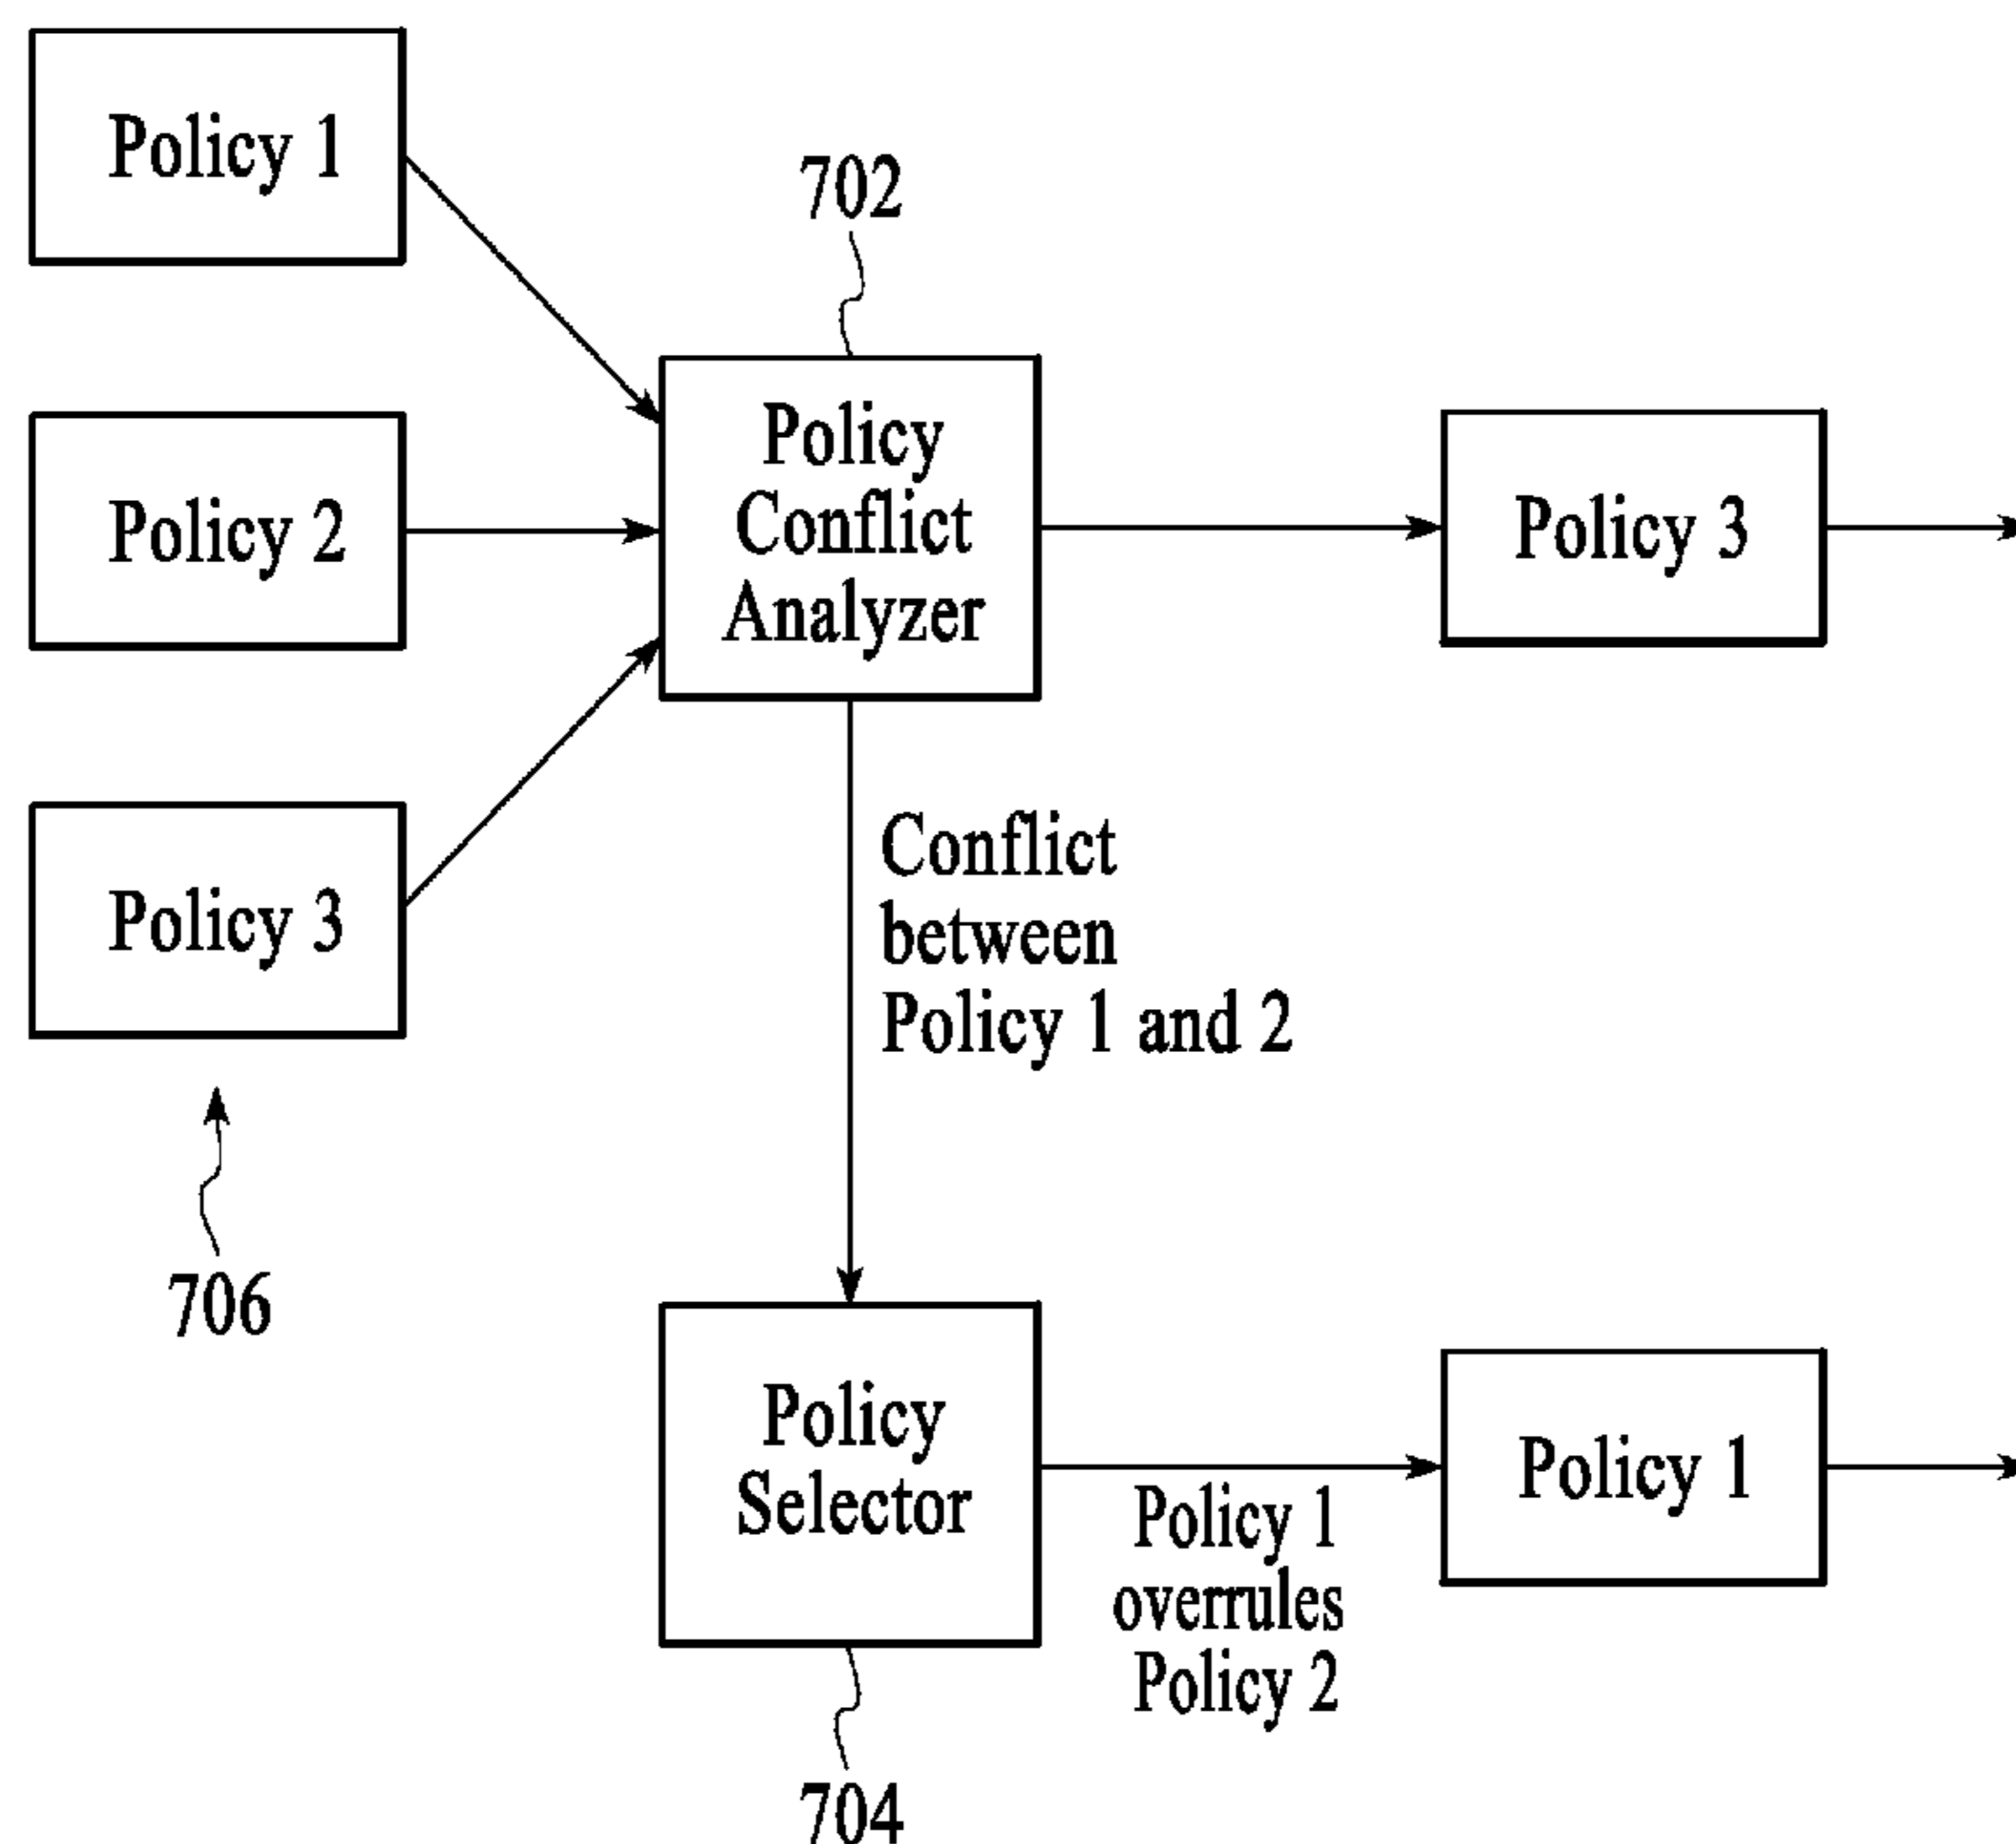 Policy 1
702
Policy 2
Policy
Conflict
Analyzer
Policy 3
Policy 3
Conflict
between
Policy 1 and 2
706
Policy
Selector
Policy 1
Policy 1
overrules
Policy 2
704